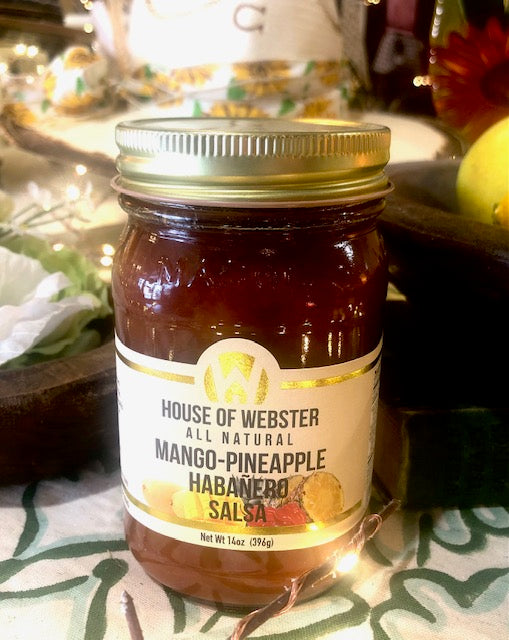 W
HOUSE OF WEBSTER
ALL NATURAL
MANGO-PINEAPPLE
HABAÑERO
SALSA
Net Wt 14oz (396g)